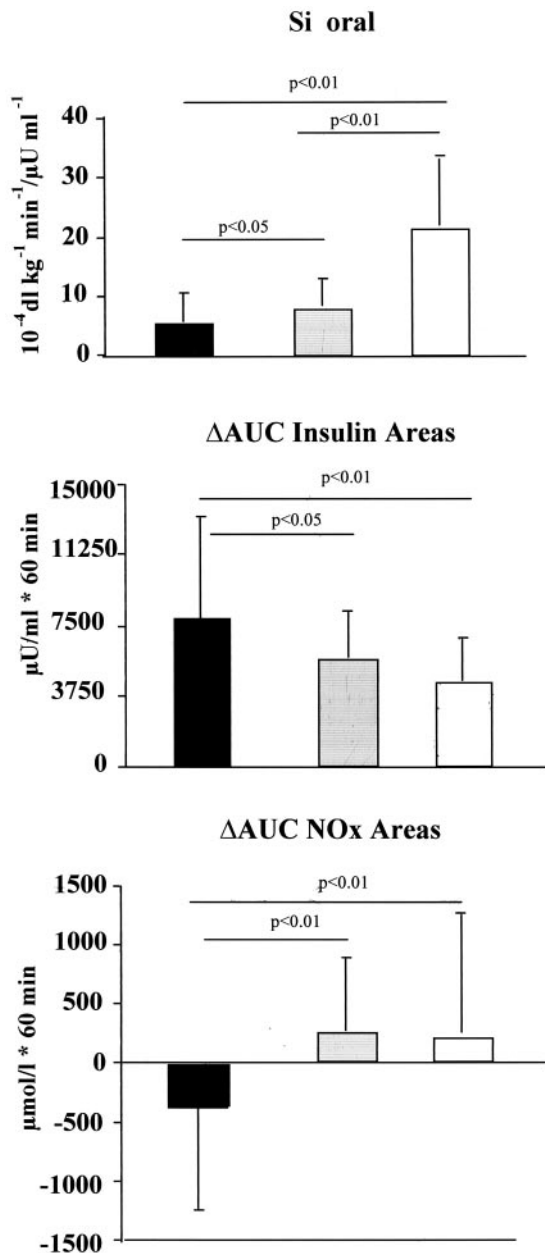 Si oral
p<0.01
p<0.01
p<0.05
10⁻⁴ dl kg⁻¹ min⁻¹/µU ml⁻¹
40
30
20
10
0
ΔAUC Insulin Areas
p<0.01
p<0.05
µU/ml * 60 min
15000
11250
7500
3750
0
ΔAUC NOx Areas
p<0.01
p<0.01
µmol/l * 60 min
1500
1000
500
0
-500
-1000
-1500